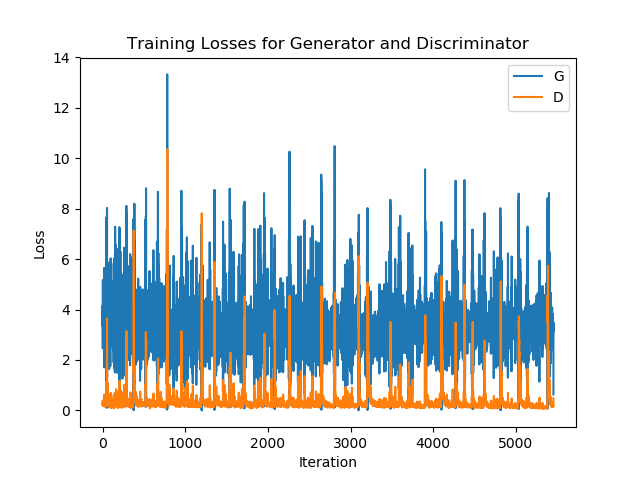 Training Losses for Generator and Discriminator
G
D
14
12
10
8
6
4
2
0
Loss
0 1000 2000 3000 4000 5000
Iteration